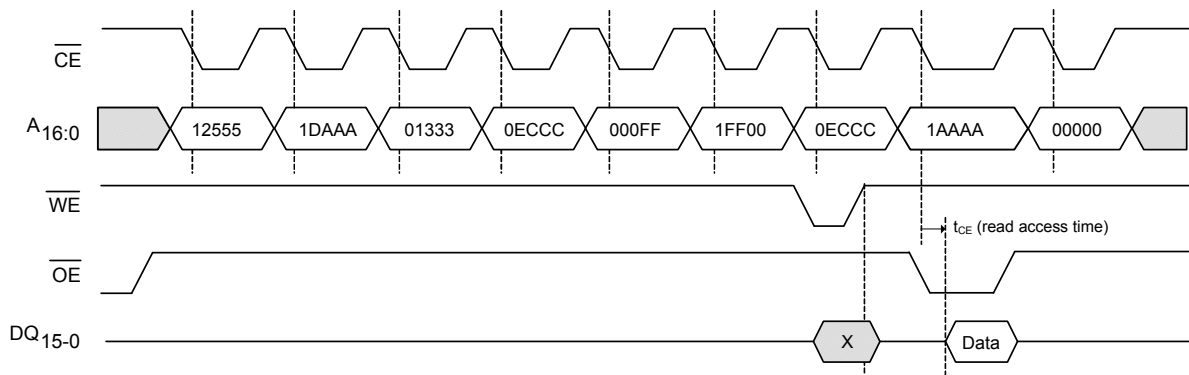 CE
A16:0 12555 1DAAA 01333 0ECCC 000FF 1FF00 0ECCC 1AAAA 00000
WE
tCE (read access time)
OE
DQ15-0 X Data